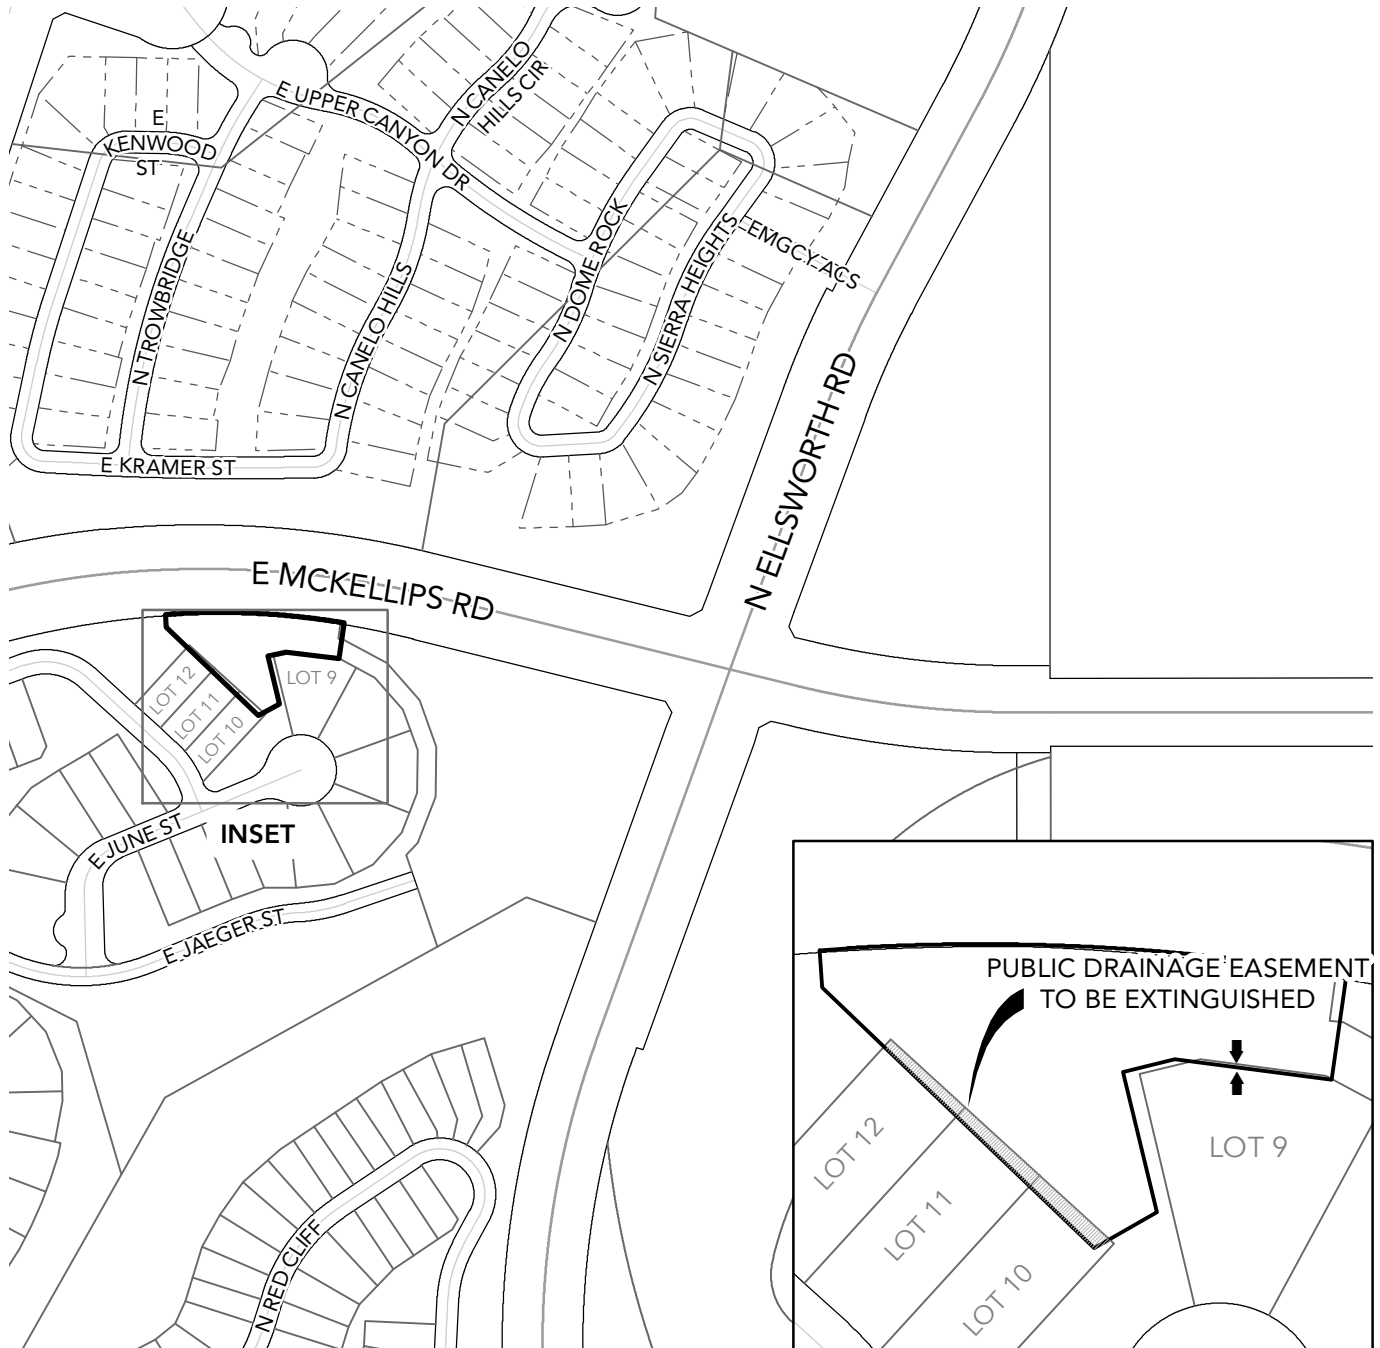 N CANELO
HILLS CIR
E UPPER CANYON DR
E
KENWOOD
ST
N TROWBRIDGE
N CANELO HILLS
N DOME ROCK
N SIERRA HEIGHTS
EMGCY ACS
E KRAMER ST
N ELLSWORTH RD
E MCKELLIPS RD
LOT 12
LOT 11
LOT 10
LOT 9
INSET
E JUNE ST
E JAEGER ST
N RED CLIFF
PUBLIC DRAINAGE EASEMENT
TO BE EXTINGUISHED
LOT 12
LOT 11
LOT 10
LOT 9